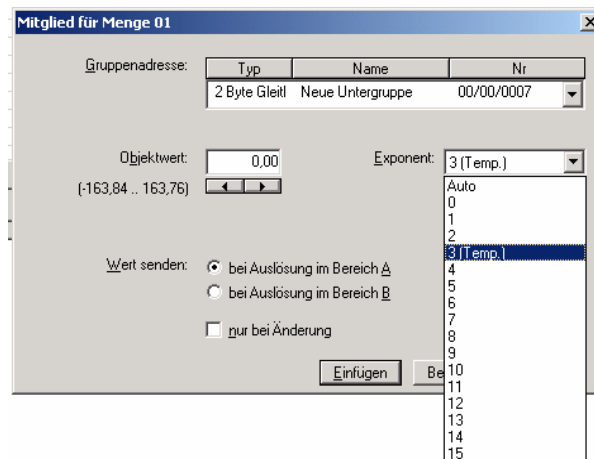 Mitglied für Menge 01
Gruppenadresse:
Typ Name Nr
2 Byte Gleitl Neue Untergruppe 00/00/0007
Objektwert: 0,00 Exponent: 3 (Temp.)
(-163,84 .. 163,76)
Auto
0
1
2
3 (Temp.)
4
5
6
7
8
9
10
11
12
13
14
15
Wert senden: bei Auslösung im Bereich A
bei Auslösung im Bereich B
nur bei Änderung
Einfügen Be